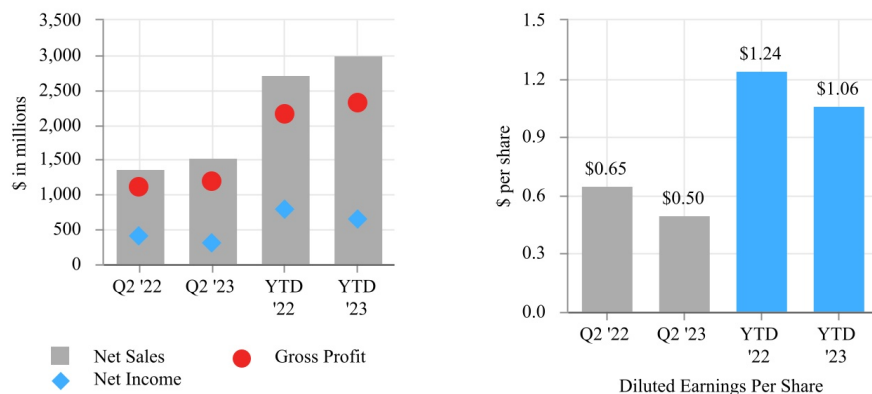 3,500
3,000
2,500
2,000
1,500
1,000
500
0
$ in millions
Q2 '22
Q2 '23
YTD
'22
YTD
'23
Net Sales
Gross Profit
Net Income
1.5
1.2
0.9
0.6
0.3
0.0
$ per share
$0.65
$0.50
$1.24
$1.06
Q2 '22
Q2 '23
YTD
'22
YTD
'23
Diluted Earnings Per Share